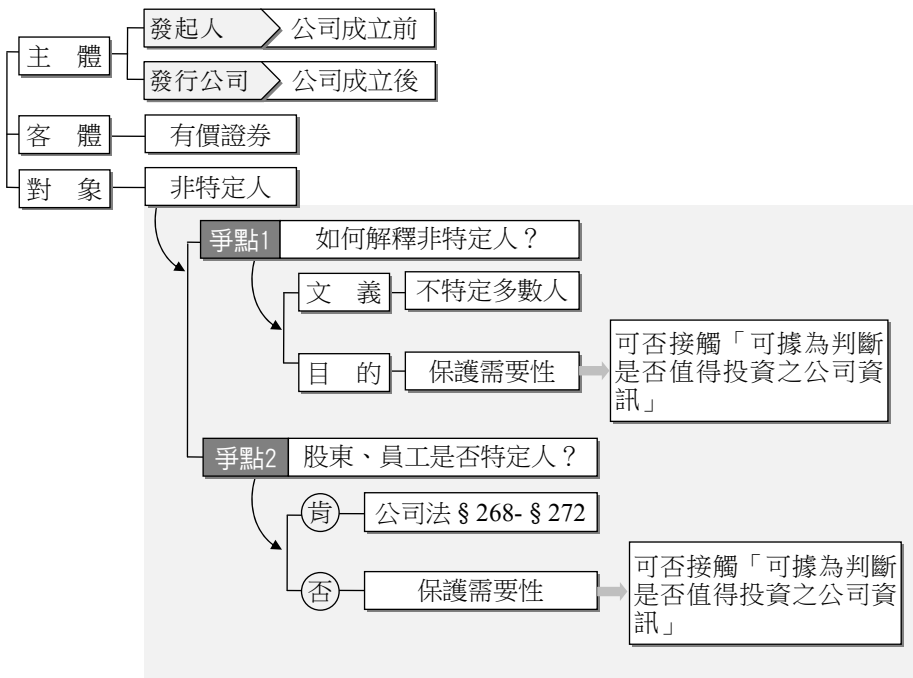 發起人
公司成立前
主 體
發行公司
公司成立後
客 體
有價證券
對 象
非特定人
爭點1
如何解釋非特定人？
文 義
不特定多數人
目 的
保護需要性
可否接觸「可據為判斷
是否值得投資之公司資
訊」
爭點2
股東、員工是否特定人？
肯
公司法§268-§272
否
保護需要性
可否接觸「可據為判斷
是否值得投資之公司資
訊」